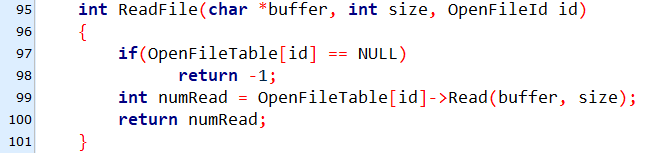 95 int ReadFile(char *buffer, int size, OpenFileId id)
96 {
97 if(OpenFileTable[id] == NULL)
98 return -1;
99 int numRead = OpenFileTable[id]->Read(buffer, size);
100 return numRead;
101 }